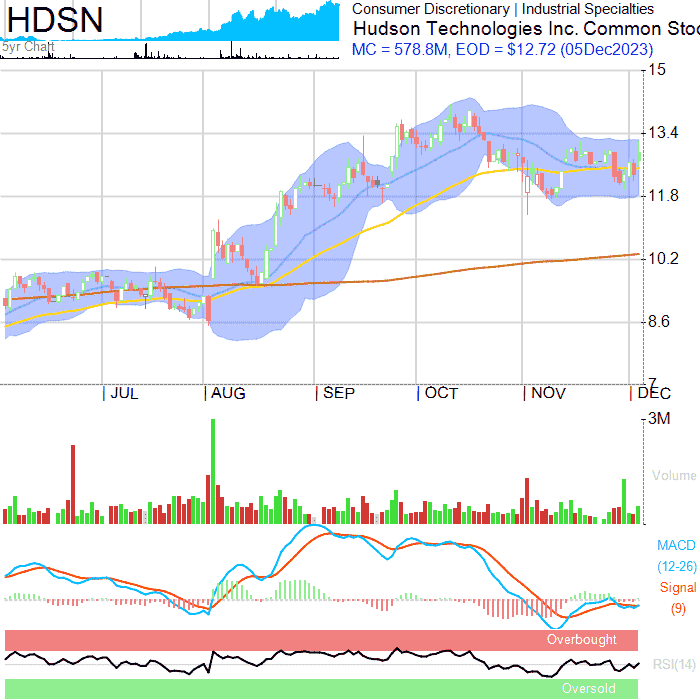 HDSN
5yr Chart
Consumer Discretionary | Industrial Specialties
Hudson Technologies Inc. Common Stoc
MC = 578.8M, EOD = $12.72 (05Dec2023)
15
13.4
11.8
10.2
8.6
7
JUL AUG SEP OCT NOV DEC
3M
Volume
MACD
(12-26)
Signal
(9)
Overbought
RSI(14)
Oversold